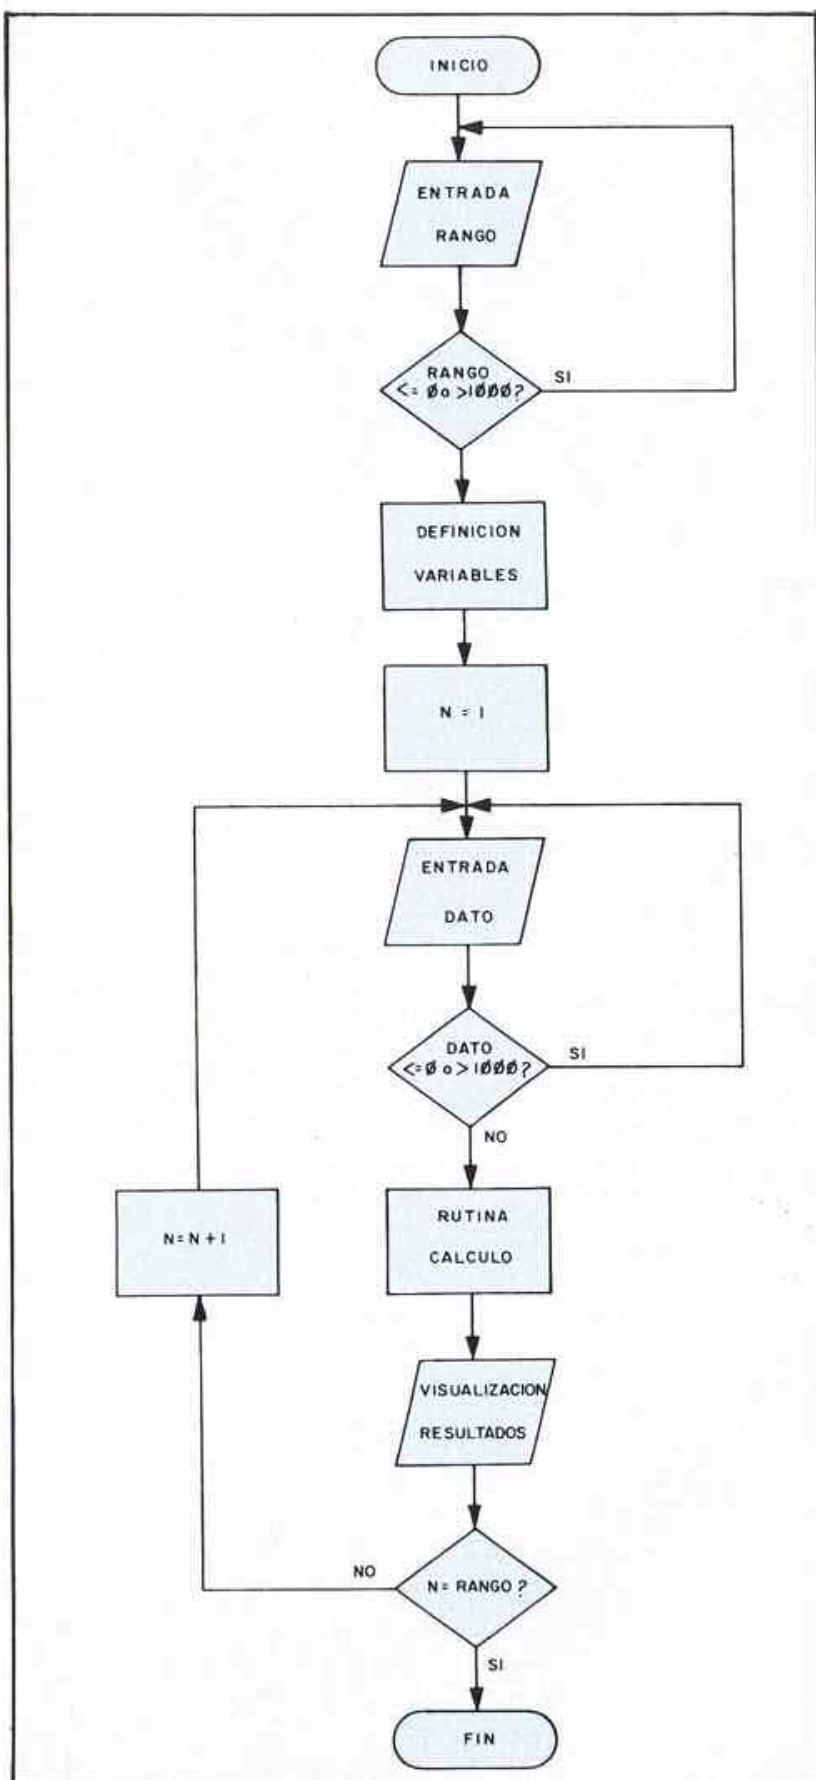 INICIO
ENTRADA
RANGO
RANGO
<= Ø o >1ØØØ?
SI
DEFINICION
VARIABLES
N = 1
ENTRADA
DATO
DATO
<=Ø o > 1ØØØ?
SI
NO
RUTINA
CALCULO
N=N+1
VISUALIZACION
RESULTADOS
NO
N= RANGO ?
SI
FIN